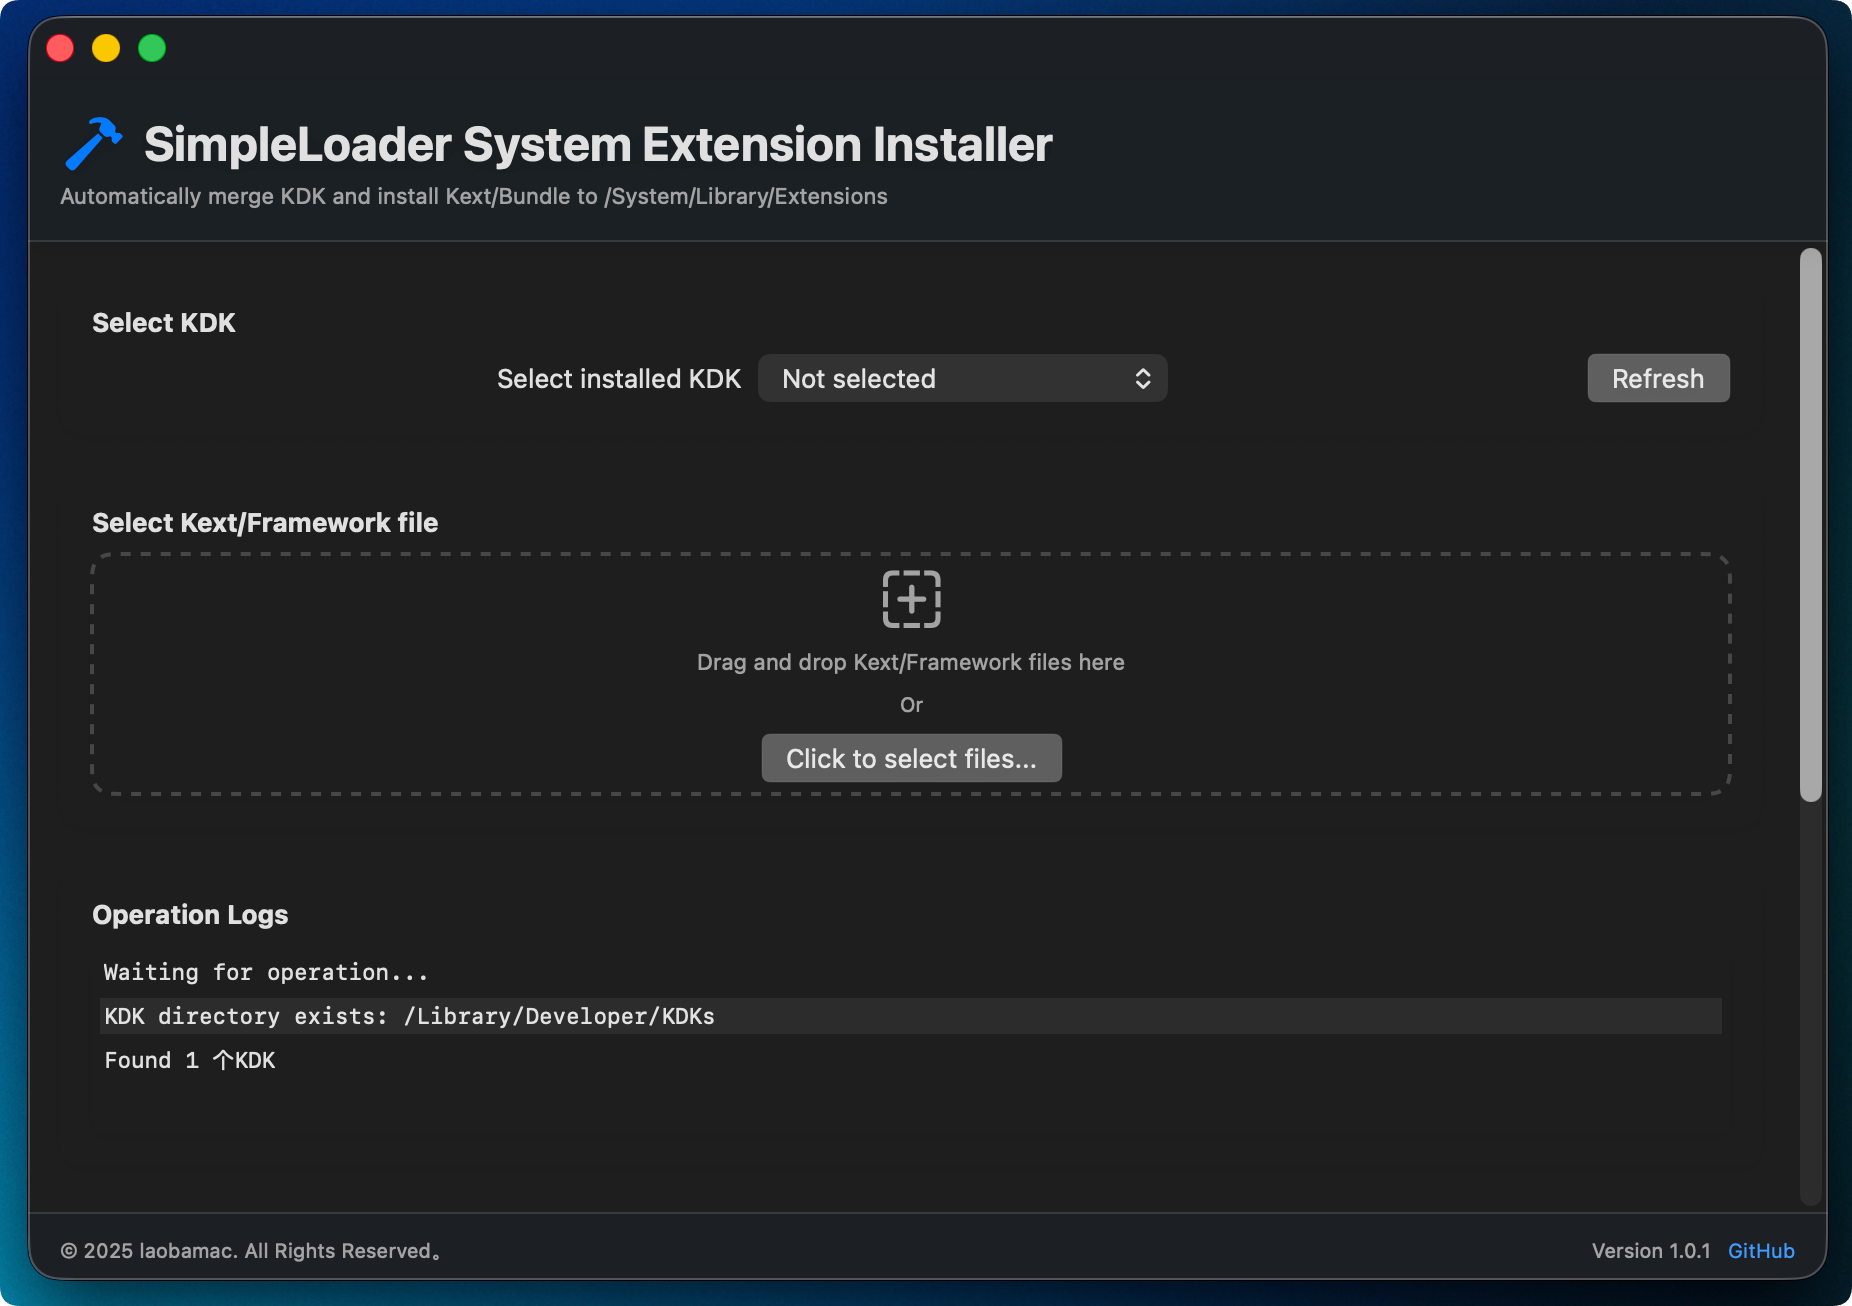 SimpleLoader System Extension Installer
Automatically merge KDK and install Kext/Bundle to /System/Library/Extensions
Select KDK
Select installed KDK Not selected Refresh
Select Kext/Framework file
Drag and drop Kext/Framework files here
Or
Click to select files...
Operation Logs
Waiting for operation...
KDK directory exists: /Library/Developer/KDKs
Found 1 个KDK
© 2025 laobamac. All Rights Reserved。 Version 1.0.1 GitHub